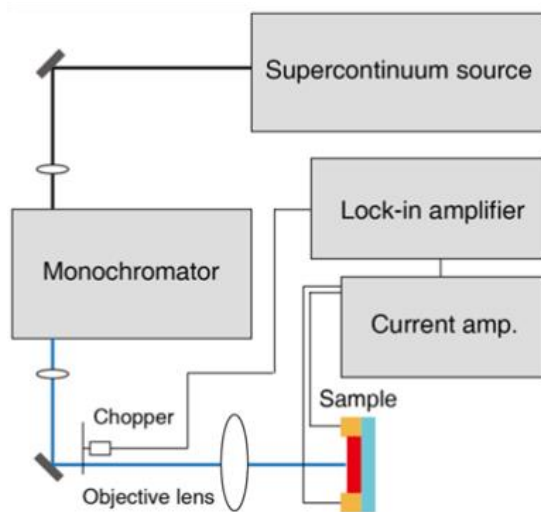 Supercontinuum source
Lock-in amplifier
Monochromator
Current amp.
Sample
Chopper
Objective lens